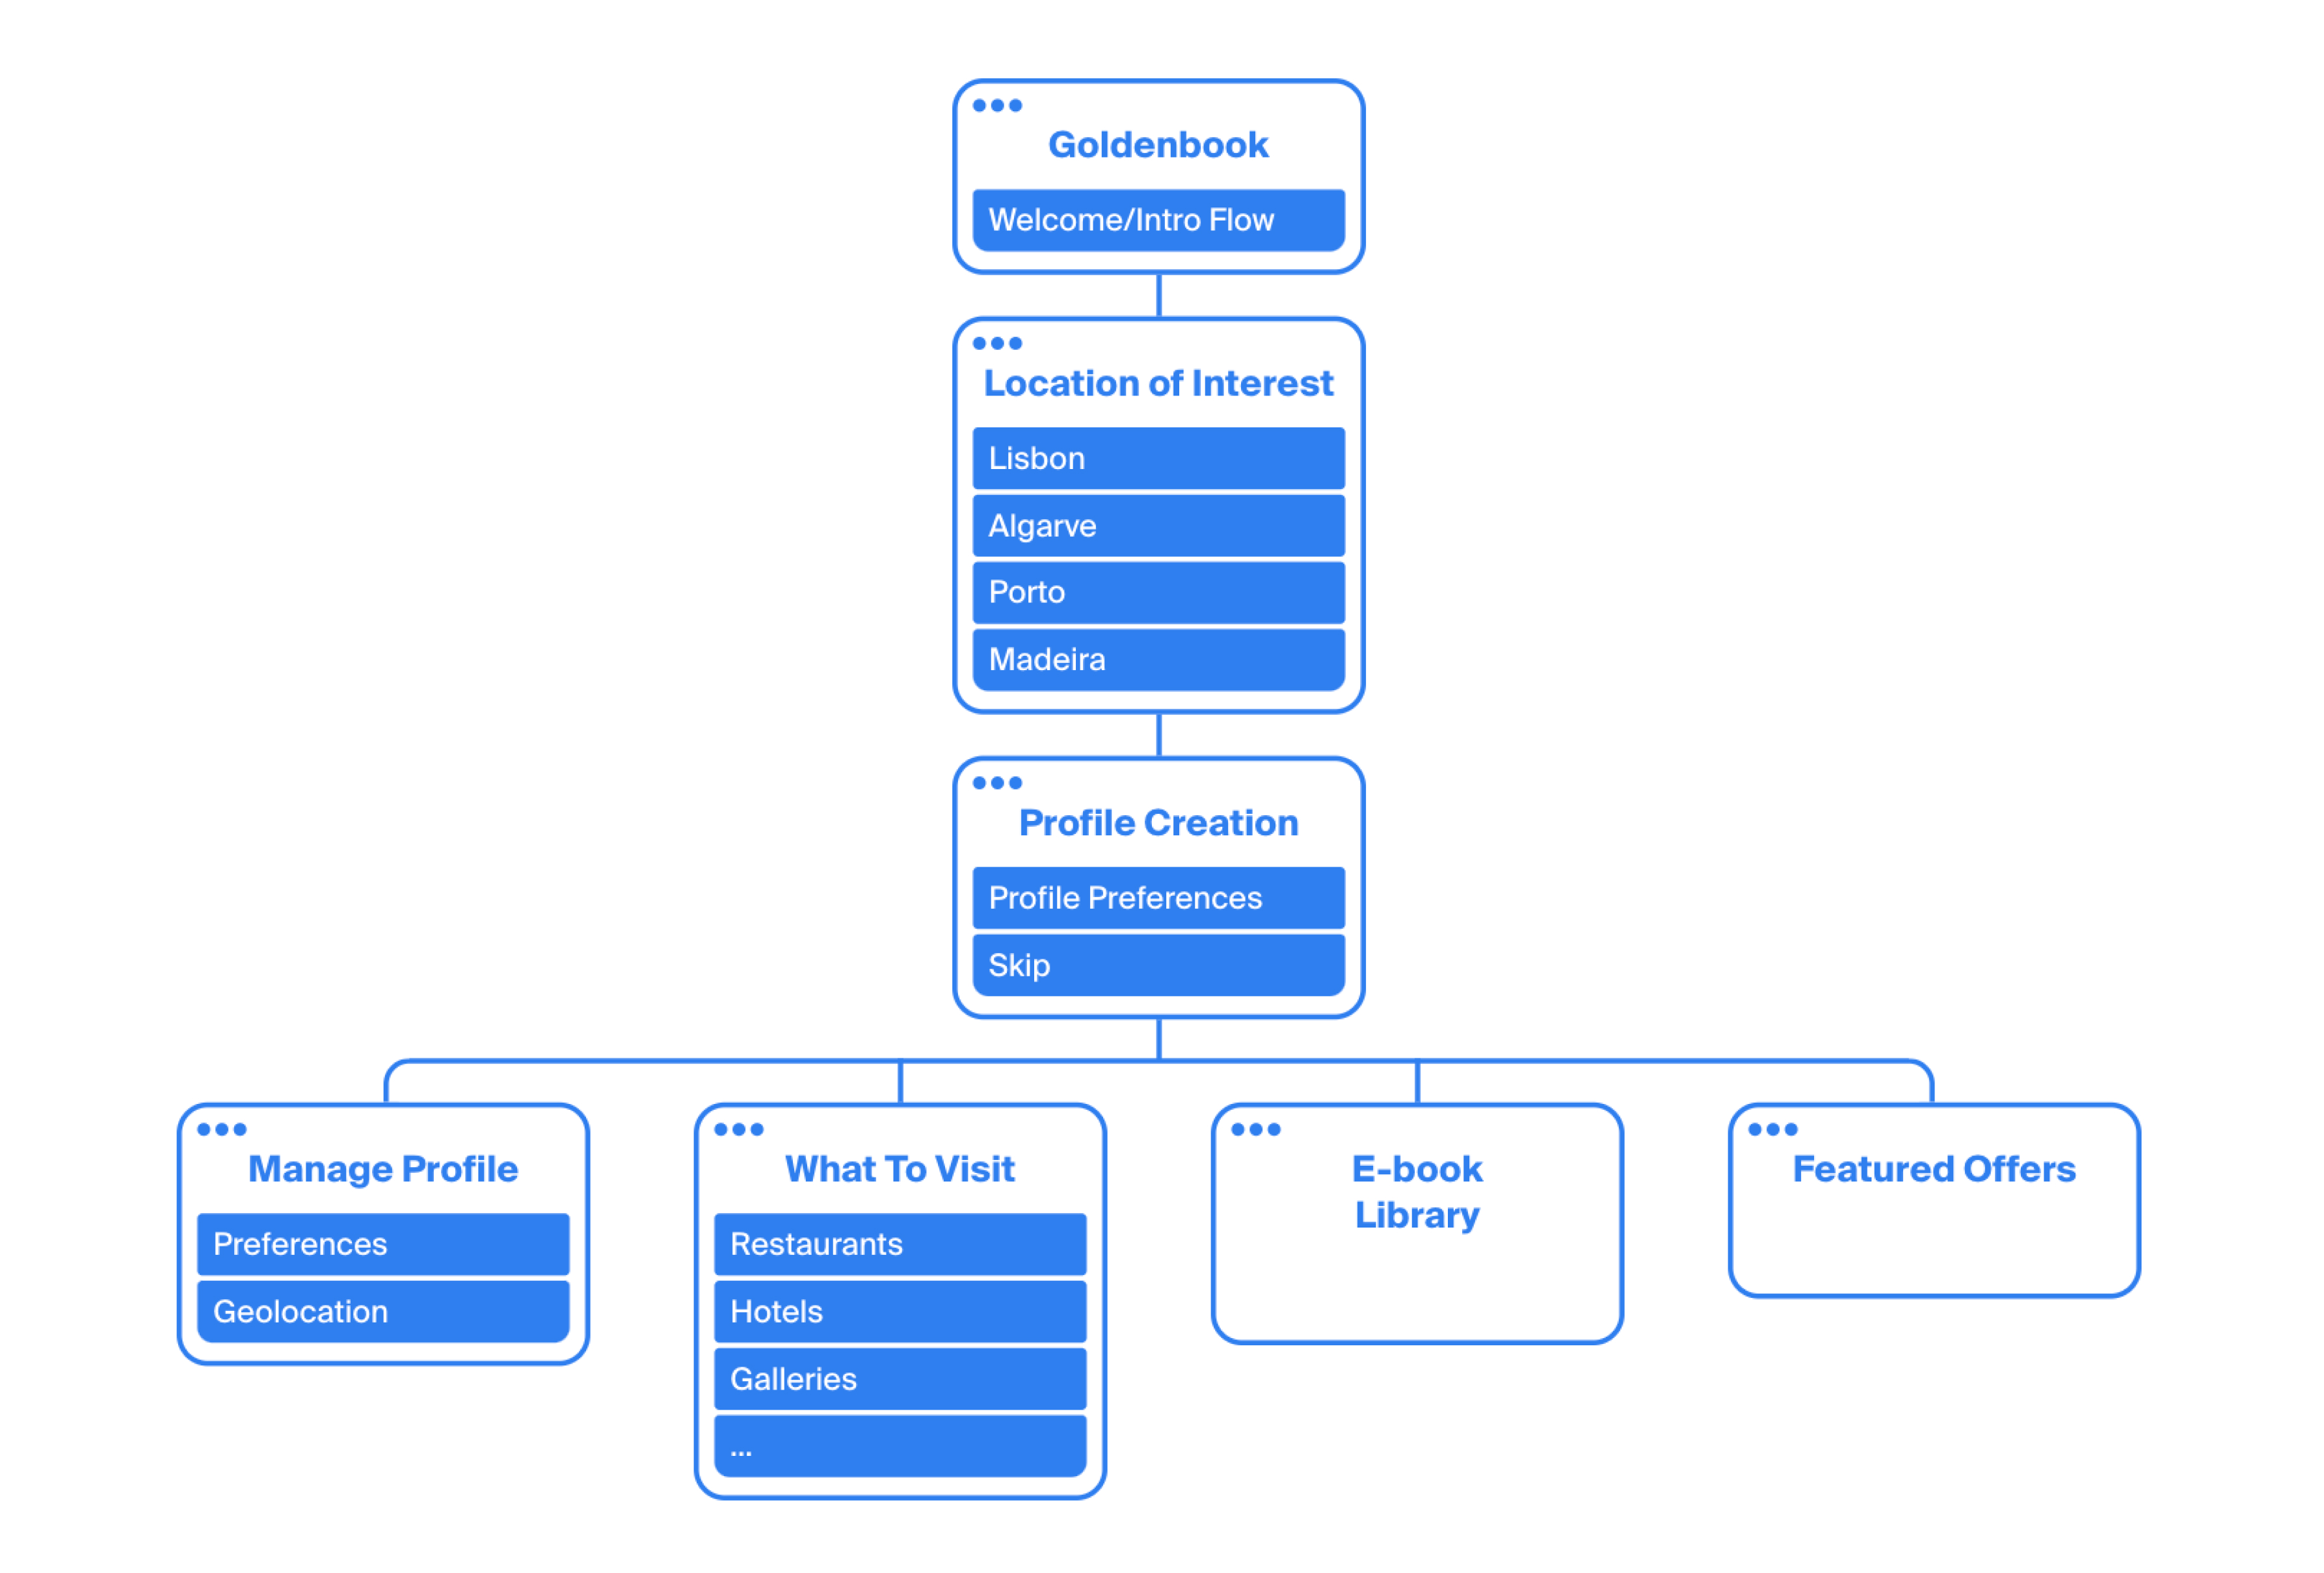 Goldenbook
Welcome/Intro Flow
Location of Interest
Lisbon
Algarve
Porto
Madeira
Profile Creation
Profile Preferences
Skip
Manage Profile
Preferences
Geolocation
What To Visit
Restaurants
Hotels
Galleries
...
E-book
Library
Featured Offers